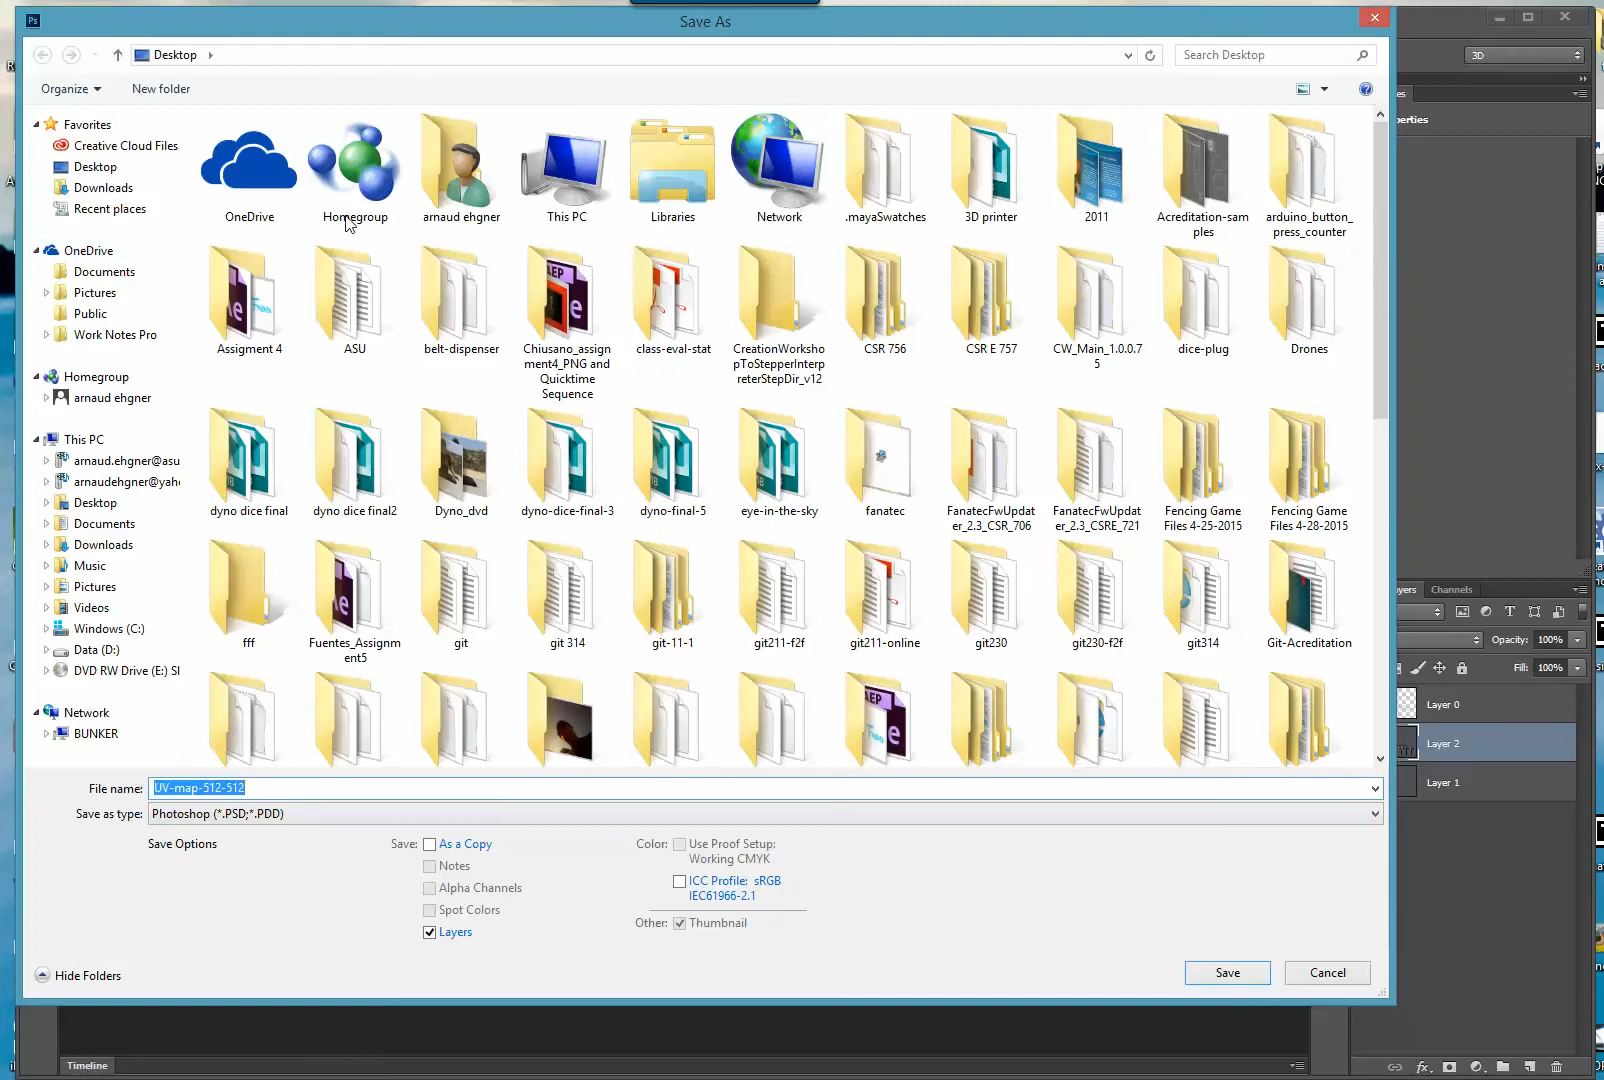 Ps
Save As
Desktop
Search Desktop
3D
Organize
New folder
erties
Favorites
Creative Cloud Files
Desktop
Downloads
Recent places
OneDrive
Documents
Pictures
Public
Work Notes Pro
Homegroup
arnaud ehgner
This PC
arnaud.ehgner@asu
arnaudehgner@yah
Desktop
Documents
Downloads
Music
Pictures
Videos
Windows (C:)
Data (D:)
DVD RW Drive (E:) SI
Network
BUNKER
OneDrive
Homegroup
arnaud ehgner
This PC
Libraries
Network
.mayaSwatches
3D printer
2011
Acreditation-sam
ples
arduino_button_
press_counter
Assigment 4
ASU
belt-dispenser
Chiusano_assign
ment4_PNG and
Quicktime
Sequence
class-eval-stat
CreationWorksho
pToStepperInterp
reterStepDir_v12
CSR 756
CSR E 757
CW_Main_1.0.0.7
5
dice-plug
Drones
dyno dice final
dyno dice final2
Dyno_dvd
dyno-dice-final-3
dyno-final-5
eye-in-the-sky
fanatec
FanatecFwUpdat
er_2.3_CSR_706
FanatecFwUpdat
er_2.3_CSRE_721
Fencing Game
Files 4-25-2015
Fencing Game
Files 4-28-2015
fff
Fuentes_Assignm
ent5
git
git 314
git-11-1
git211-f2f
git211-online
git230
git230-f2f
git314
Git-Acreditation
File name:
UV-map-512-512
Save as type:
Photoshop (*.PSD;*.PDD)
Save Options
Save:
As a Copy
Notes
Alpha Channels
Spot Colors
Layers
Color:
Use Proof Setup:
Working CMYK
ICC Profile: sRGB
IEC61966-2.1
Other:
Thumbnail
Hide Folders
Save
Cancel
yers
Channels
Opacity: 100%
Fill: 100%
Layer 0
Layer 2
Layer 1
Timeline
fx